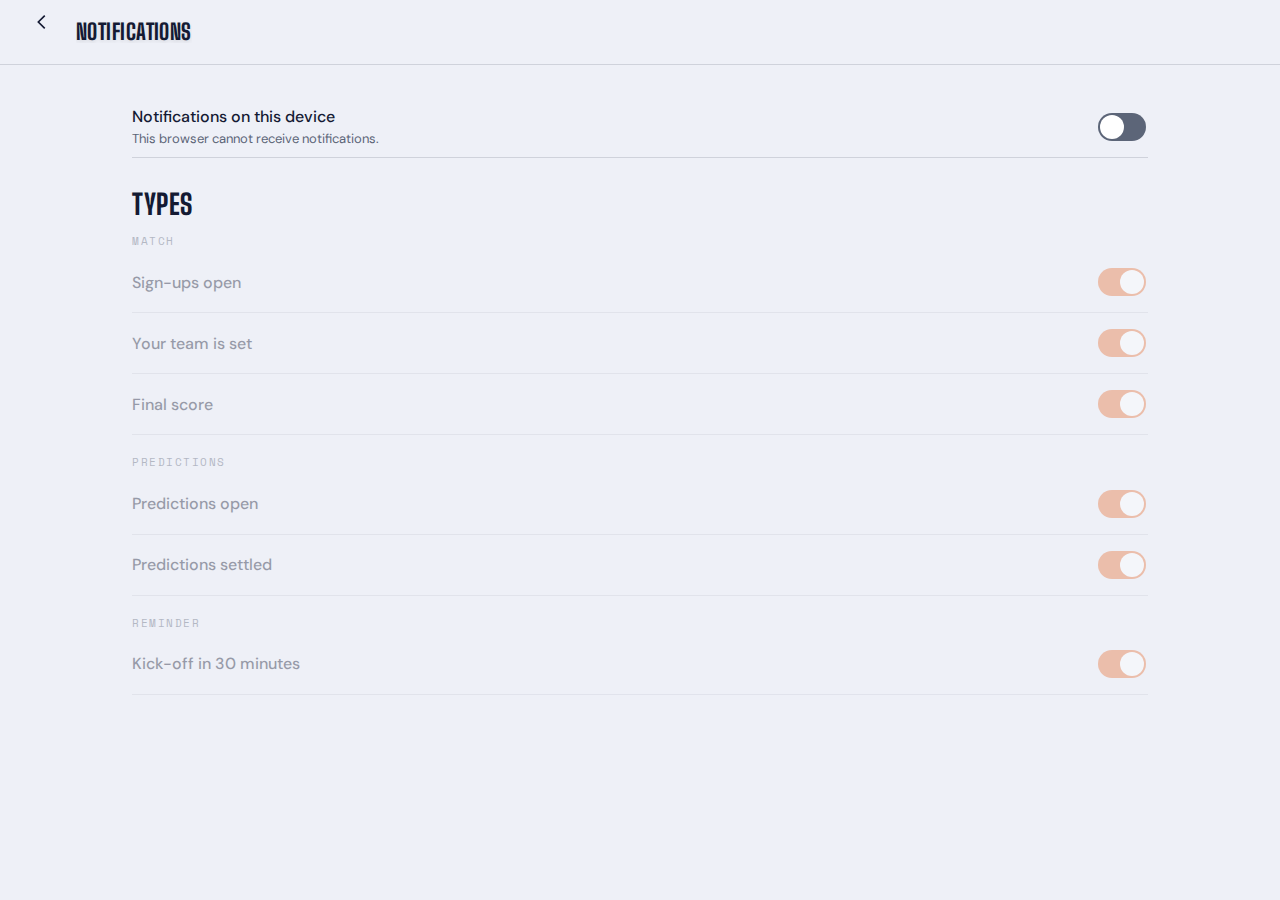 NOTIFICATIONS
Notifications on this device
This browser cannot receive notifications.
TYPES
MATCH
Sign-ups open
Your team is set
Final score
PREDICTIONS
Predictions open
Predictions settled
REMINDER
Kick-off in 30 minutes